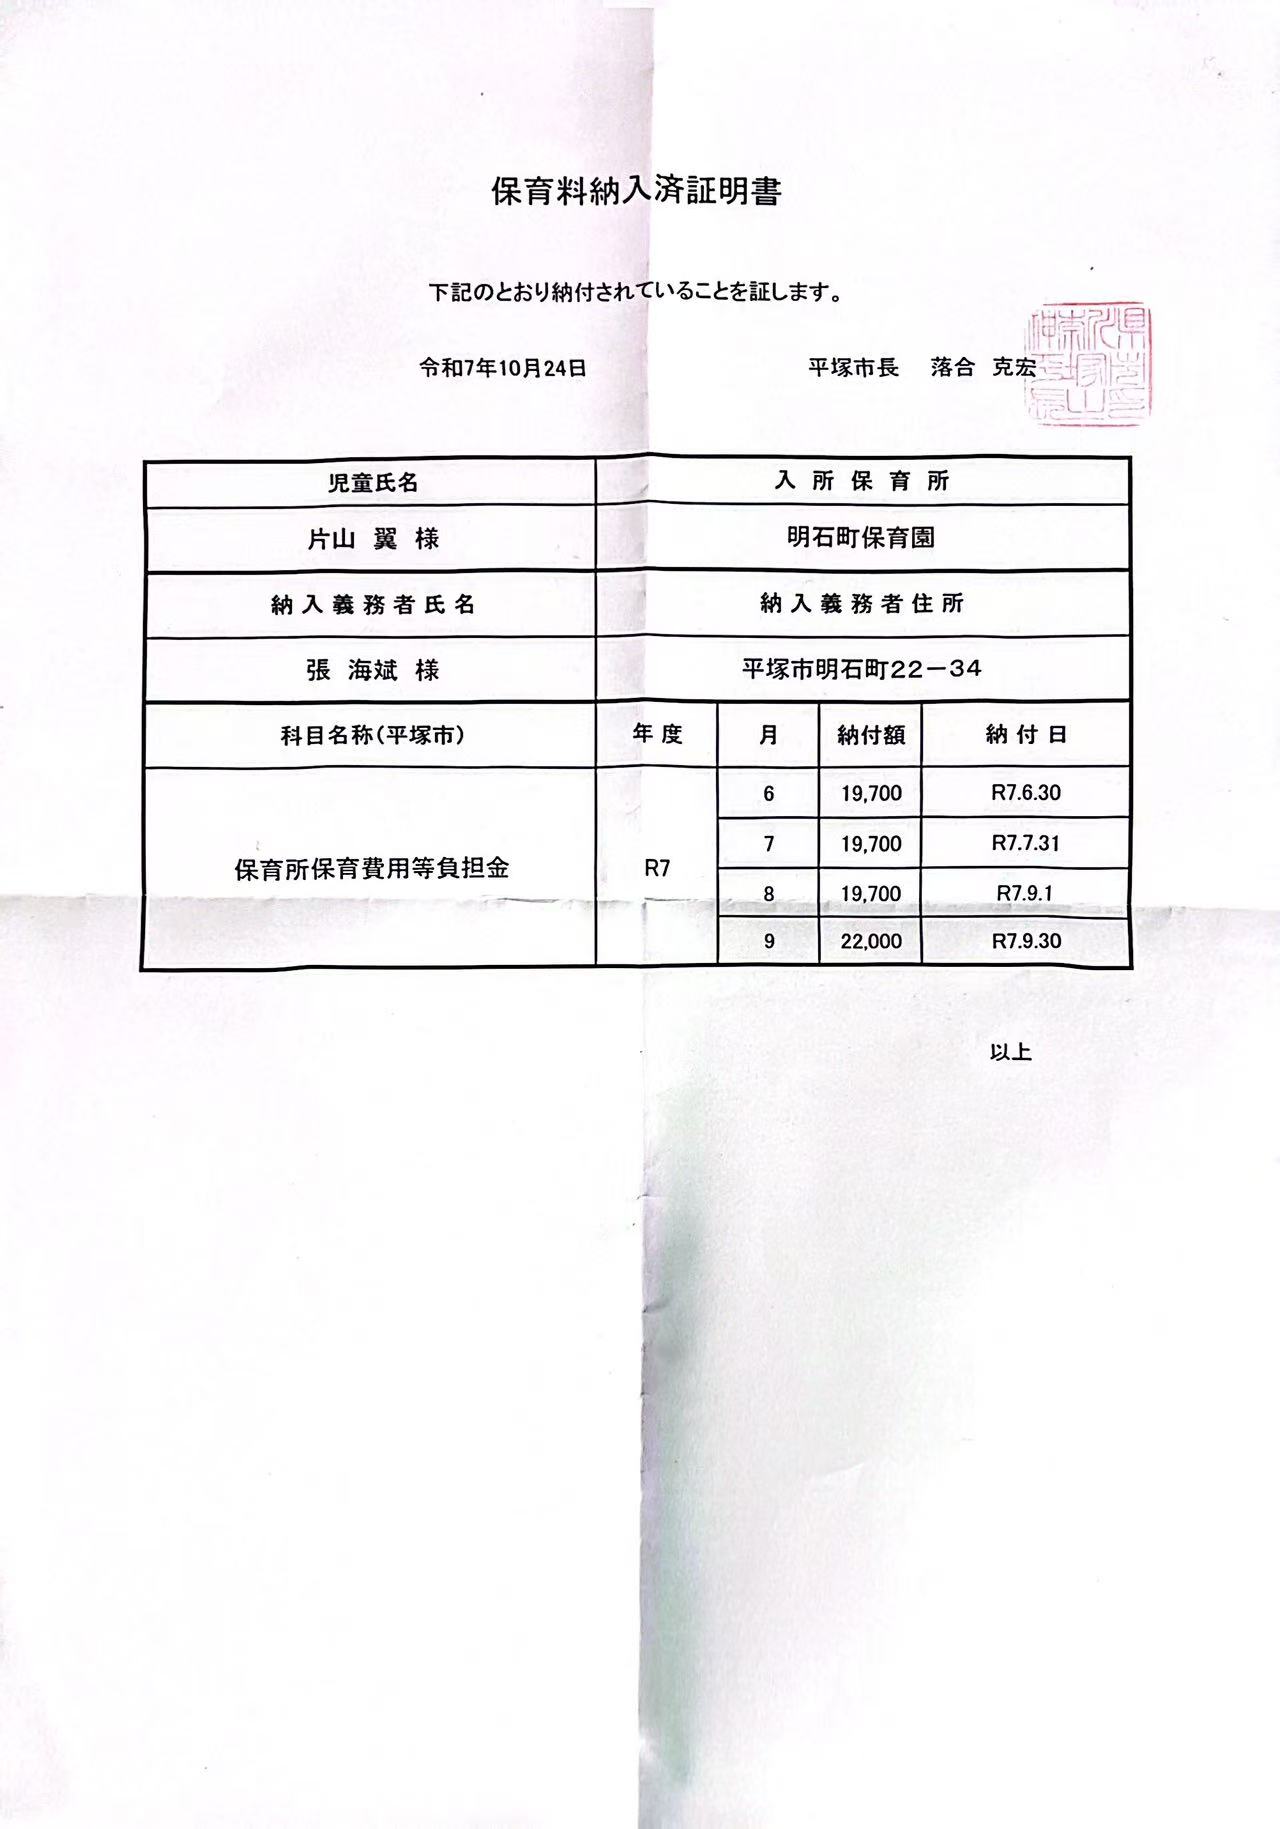 保育料納入済証明書
下記のとおり納付されていることを証します。
令和7年10月24日 平塚市長 落合 克宏
児童氏名 入所保育所
片山 翼 様 明石町保育園
納入義務者氏名 納入義務者住所
張 海斌 様 平塚市明石町22－34
科目名称(平塚市) 年度 月 納付額 納付日
6 19,700 R7.6.30
7 19,700 R7.7.31
保育所保育費用等負担金 R7
8 19,700 R7.9.1
9 22,000 R7.9.30
以上